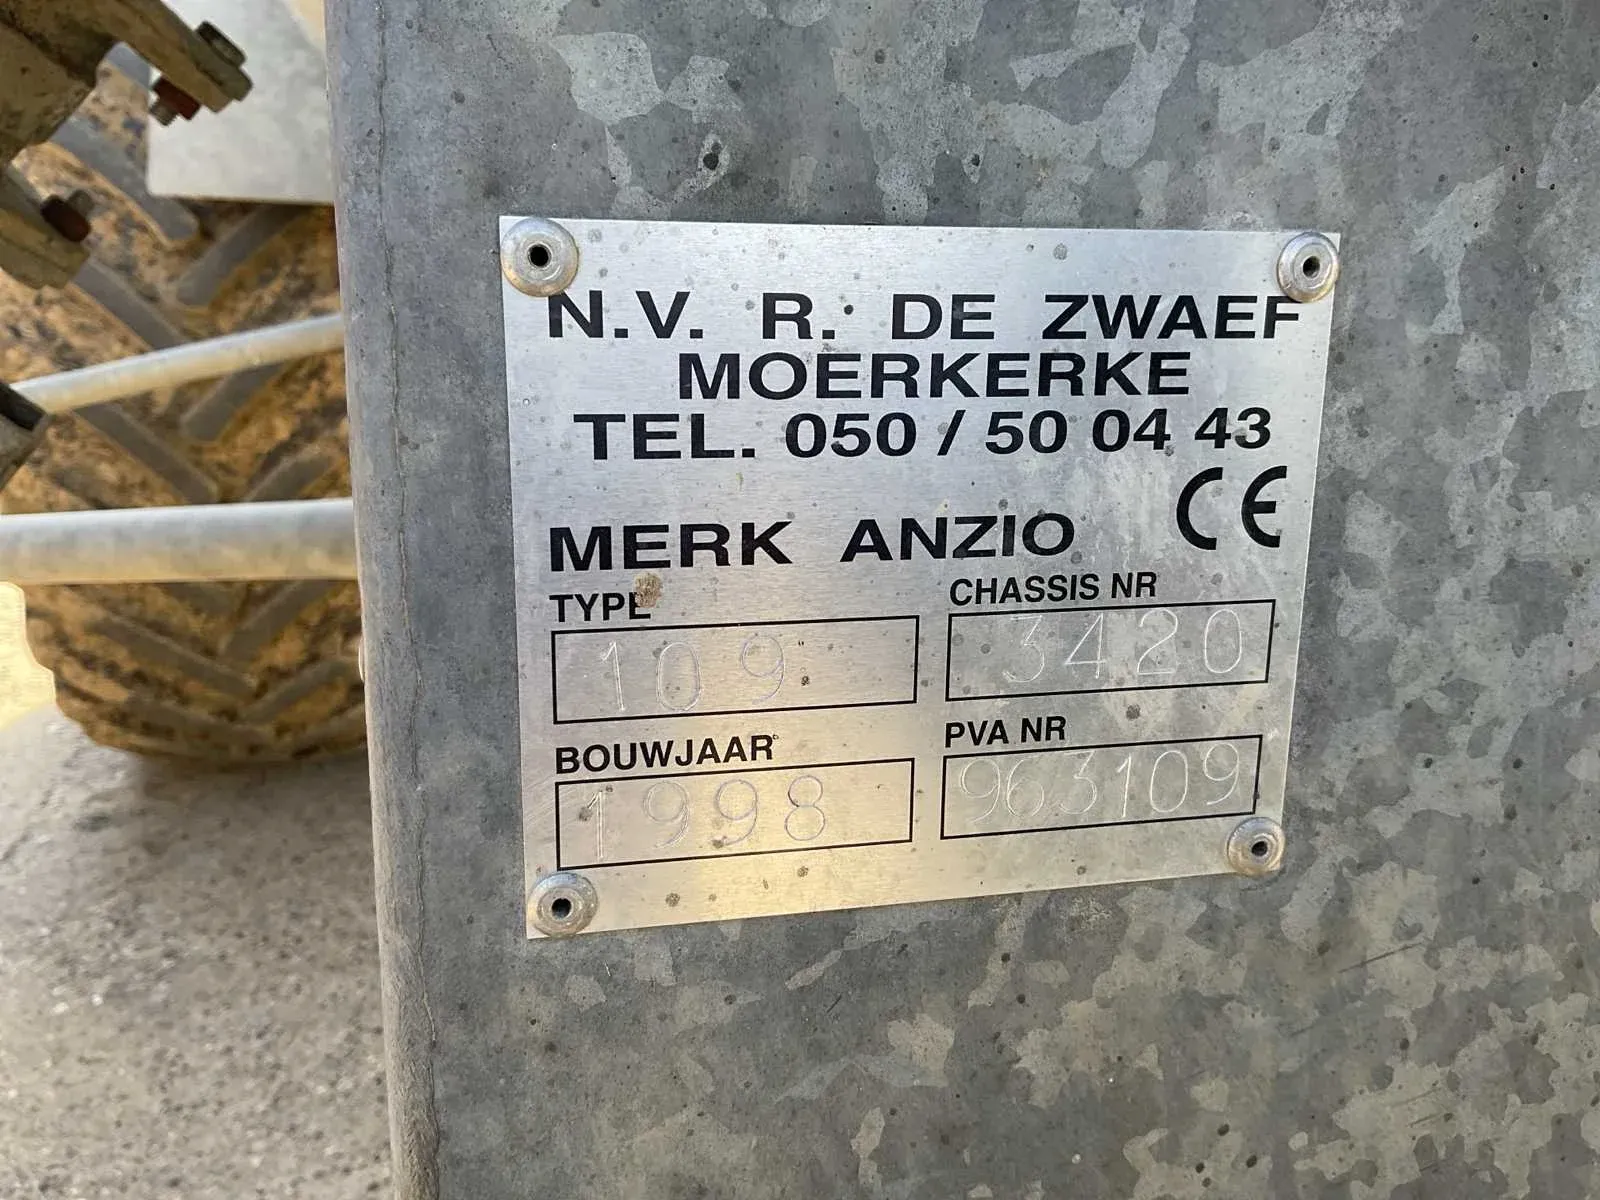 N.V. R. DE ZWAEF
MOERKERKE
TEL. 050 / 50 04 43
CE
MERK ANZIO
TYPE
CHASSIS NR
109
3420
BOUWJAAR
PVA NR
1998
963109